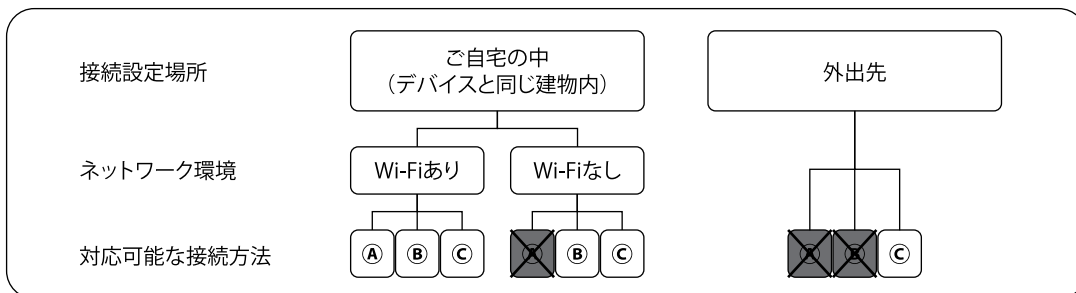 接続設定場所
ご自宅の中
（デバイスと同じ建物内）
外出先
ネットワーク環境
Wi-Fiあり
Wi-Fiなし
対応可能な接続方法
Ⓐ Ⓑ Ⓒ Ⓐ Ⓑ Ⓒ Ⓐ Ⓑ Ⓒ